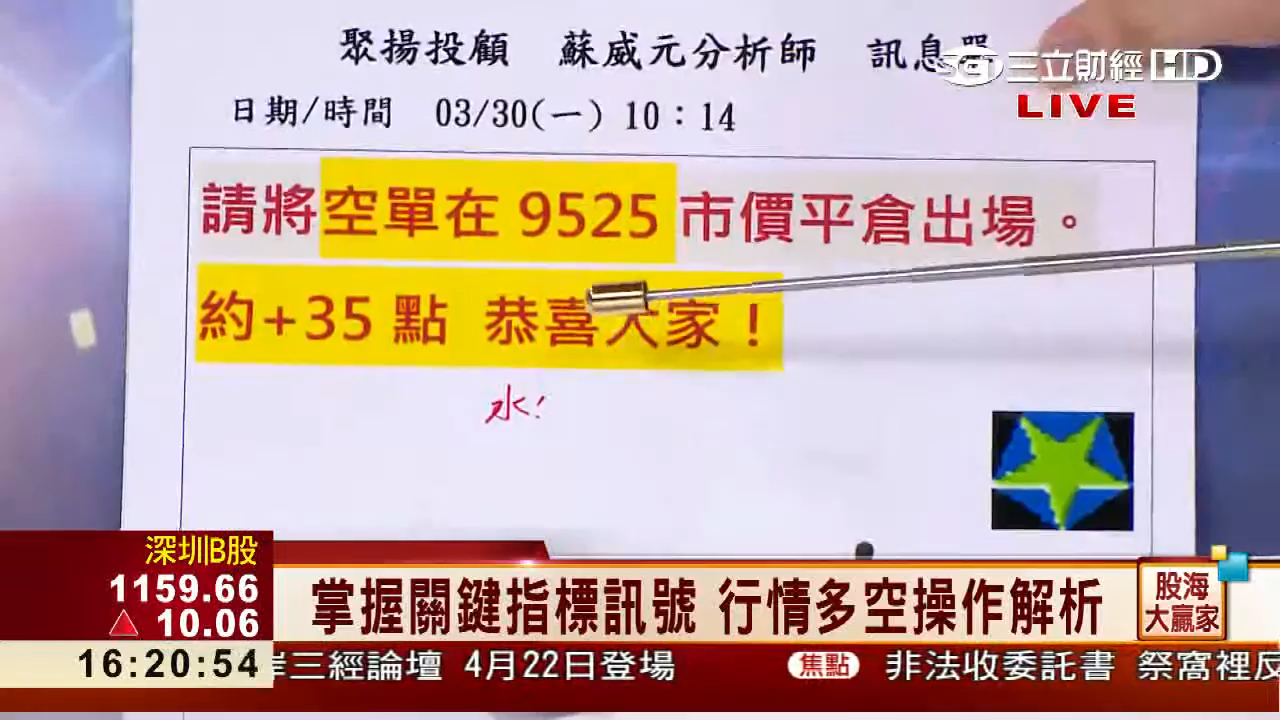 聚揚投顧 蘇威元分析師 訊息
三立財經HD
LIVE
日期/時間 03/30(一) 10:14
請將空單在 9525 市價平倉出場。
約+35 點 恭喜大家！
水!
深圳B股
1159.66
▲ 10.06
掌握關鍵指標訊號 行情多空操作解析
股海
大贏家
16:20:54
岸三經論壇 4月22日登場 焦點 非法收委託書 祭窩裡反